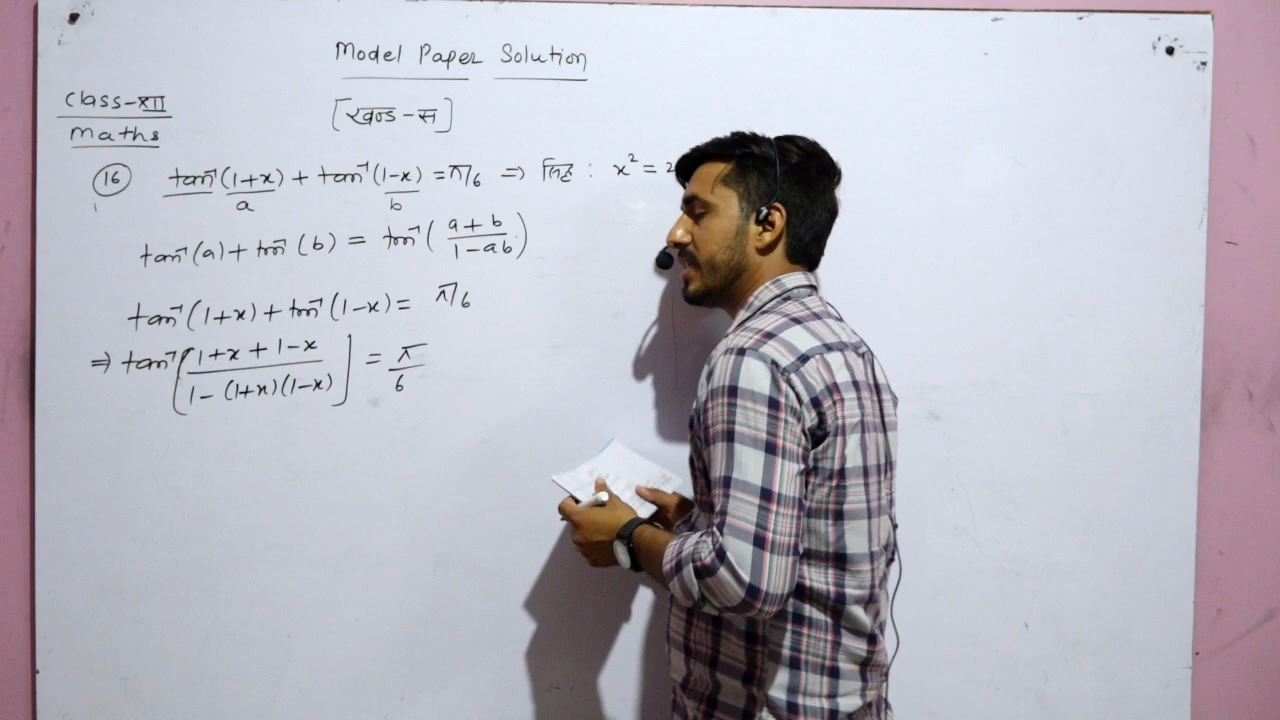 Model Paper Solution
Class-XII
Maths
[खण्ड-स]
16 tan⁻¹(1+x) + tan⁻¹(1-x) = π/6 ⇒ सिद्ध : x² = 2
a b
tan⁻¹(a) + tan⁻¹(b) = tan⁻¹((a+b)/(1-ab))
tan⁻¹(1+x) + tan⁻¹(1-x) = π/6
⇒ tan⁻¹[(1+x+1-x)/(1-(1+x)(1-x))] = π/6